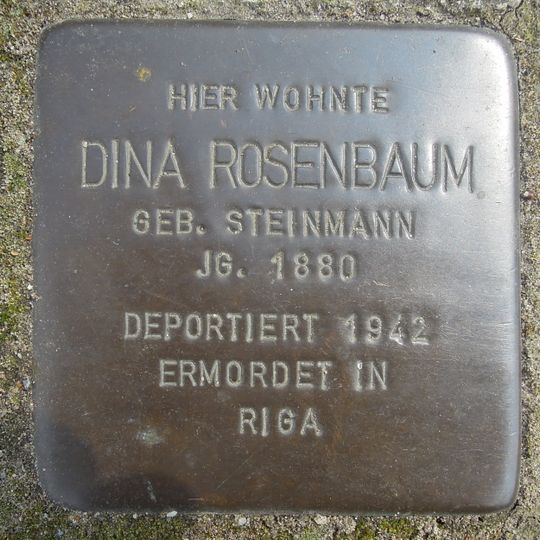 HIER WOHNTE
DINA ROSENBAUM
GEB. STEINMANN
JG. 1880
DEPORTIERT 1942
ERMORDET IN
RIGA